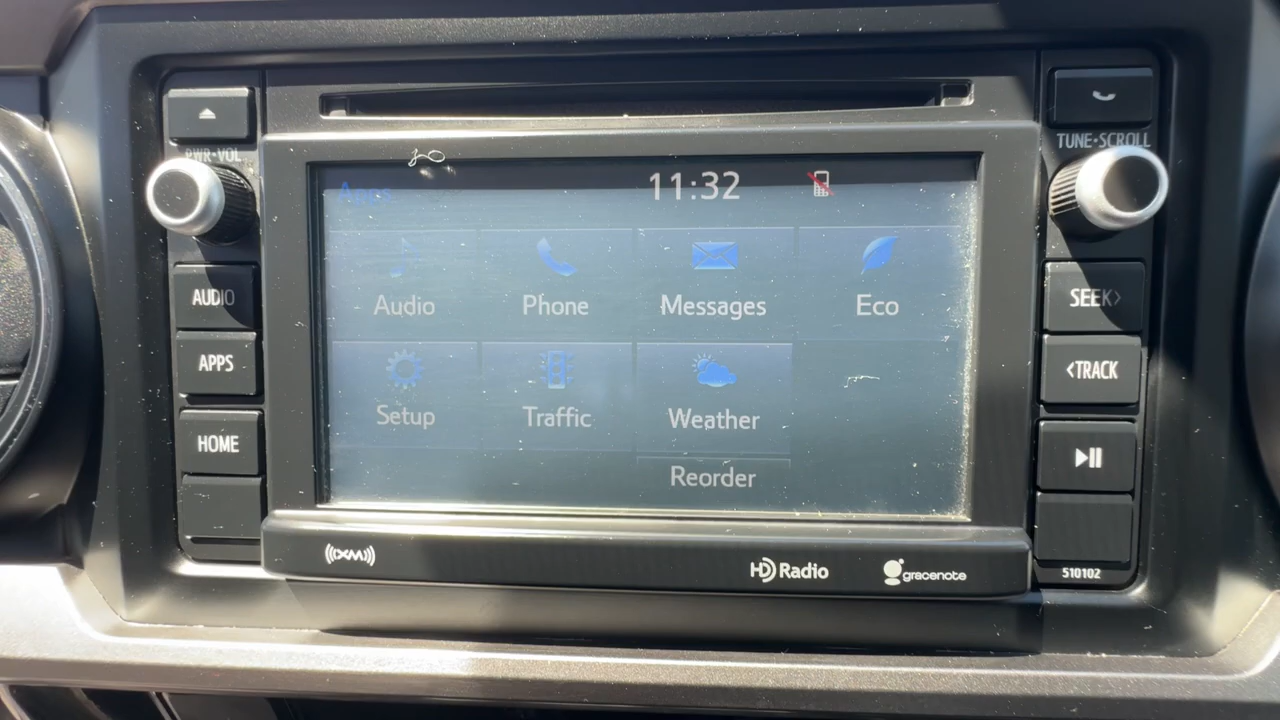 PWR•VOL
TUNE•SCROLL
Apps
11:32
AUDIO
APPS
HOME
Audio
Phone
Messages
Eco
Setup
Traffic
Weather
Reorder
SEEK>
<TRACK
((XM))
HD Radio
gracenote
510102